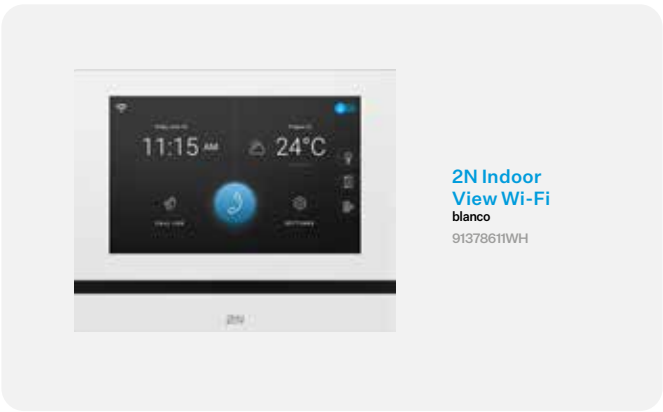 11:15 AM
24°C
2N
2N Indoor
View Wi-Fi
blanco
91378611WH